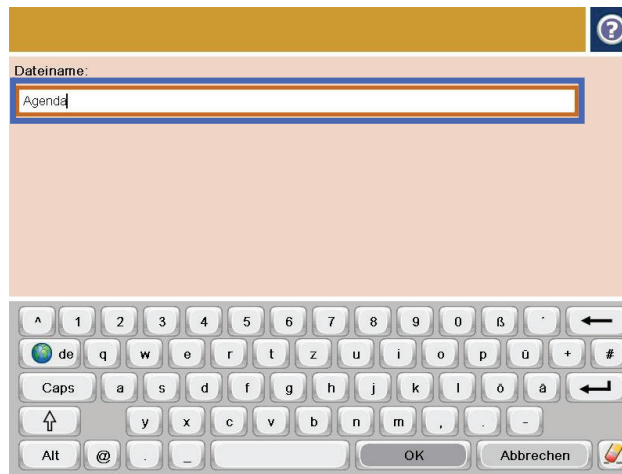 ?
Dateiname:
Agenda
^ 1 2 3 4 5 6 7 8 9 0 ß ´
de q w e r t z u i o p ü + #
Caps a s d f g h j k l ö ä
y x c v b n m , . -
Alt @ . _ OK Abbrechen